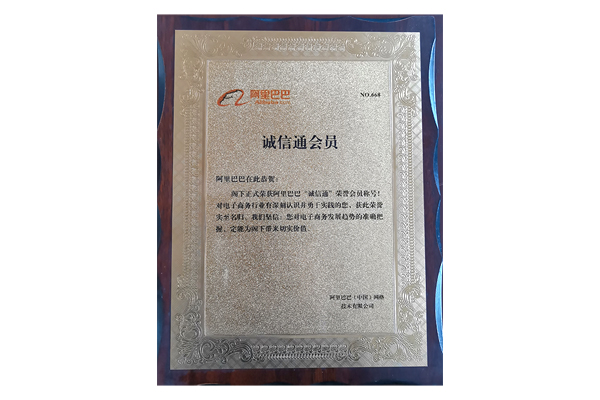 阿里巴巴
Alibaba.com
NO.668
诚信通会员
阿里巴巴在此恭贺：
阁下正式荣获阿里巴巴“诚信通”荣誉会员称号！
对电子商务行业有深刻认识并勇于实践的您，获此荣誉
实至名归。我们坚信：您对电子商务发展趋势的准确把
握，定能为阁下带来切实价值。
阿里巴巴（中国）网络
技术有限公司